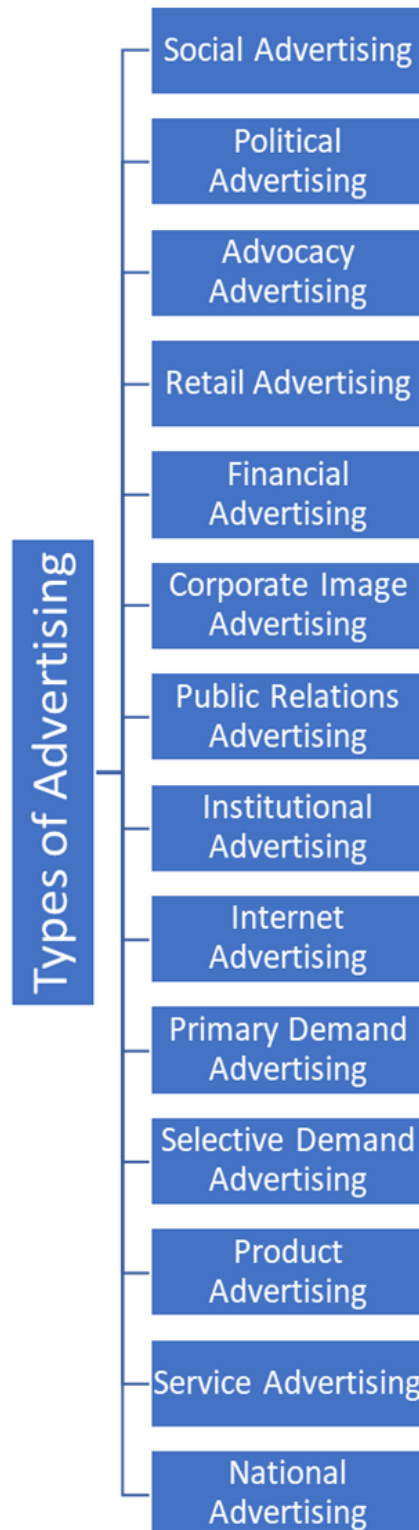 Types of Advertising
Social Advertising
Political
Advertising
Advocacy
Advertising
Retail Advertising
Financial
Advertising
Corporate Image
Advertising
Public Relations
Advertising
Institutional
Advertising
Internet
Advertising
Primary Demand
Advertising
Selective Demand
Advertising
Product
Advertising
Service Advertising
National
Advertising